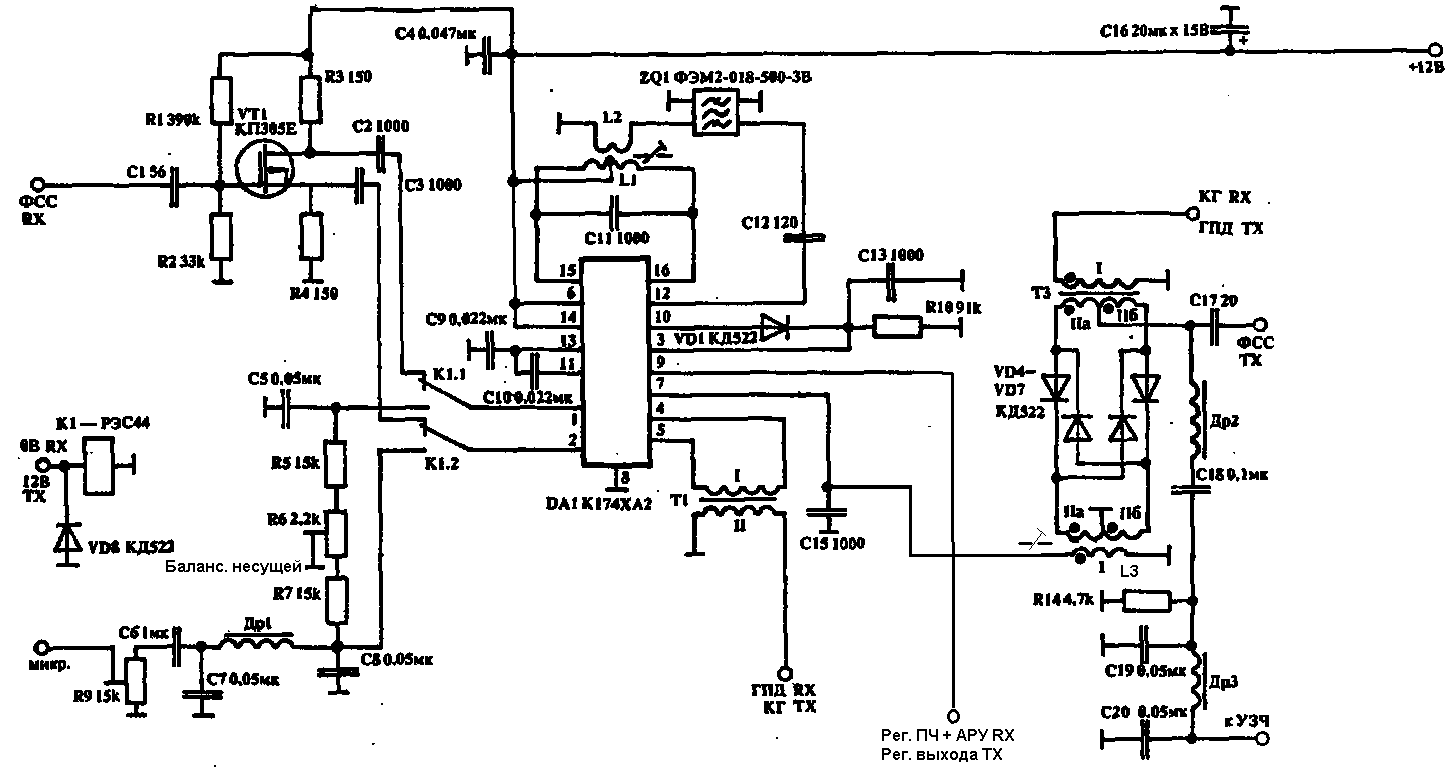 C4 0,047мк
C16 20мк x 15В
+12В
R3 150
ZQ1 ФЭМ2-018-500-3В
R1 390k
VT1
КП305Е
C2 1000
L2
C1 56
C3 1000
L1
ФСС
RX
КГ RX
ГПД TX
C11 1000
C12 120
R2 33k
R4 150
C13 1000
15
16
6
12
14
10
13
3
11
9
7
1
4
2
5
8
I
T3
IIа
IIб
C17 20
ФСС
TX
C9 0,022мк
R10 91k
VD1 КД522
C10 0,022мк
K1.1
C5 0,05мк
VD4—
VD7
КД522
Др2
K1 — РЭС44
0В RX
12В
TX
R5 15k
K1.2
C18 0,1мк
DA1 К174ХА2
T1
I
II
R6 2,2k
VD8 КД522
Баланс. несущей
C15 1000
IIа
IIб
I
L3
R7 15k
R14 4,7k
C6 1мк
Др1
микр.
R9 15k
C7 0,05мк
C8 0,05мк
C19 0,05мк
Др3
ГПД RX
КГ TX
C20 0,05мк
к УЗЧ
Рег. ПЧ + АРУ RX
Рег. выхода TX